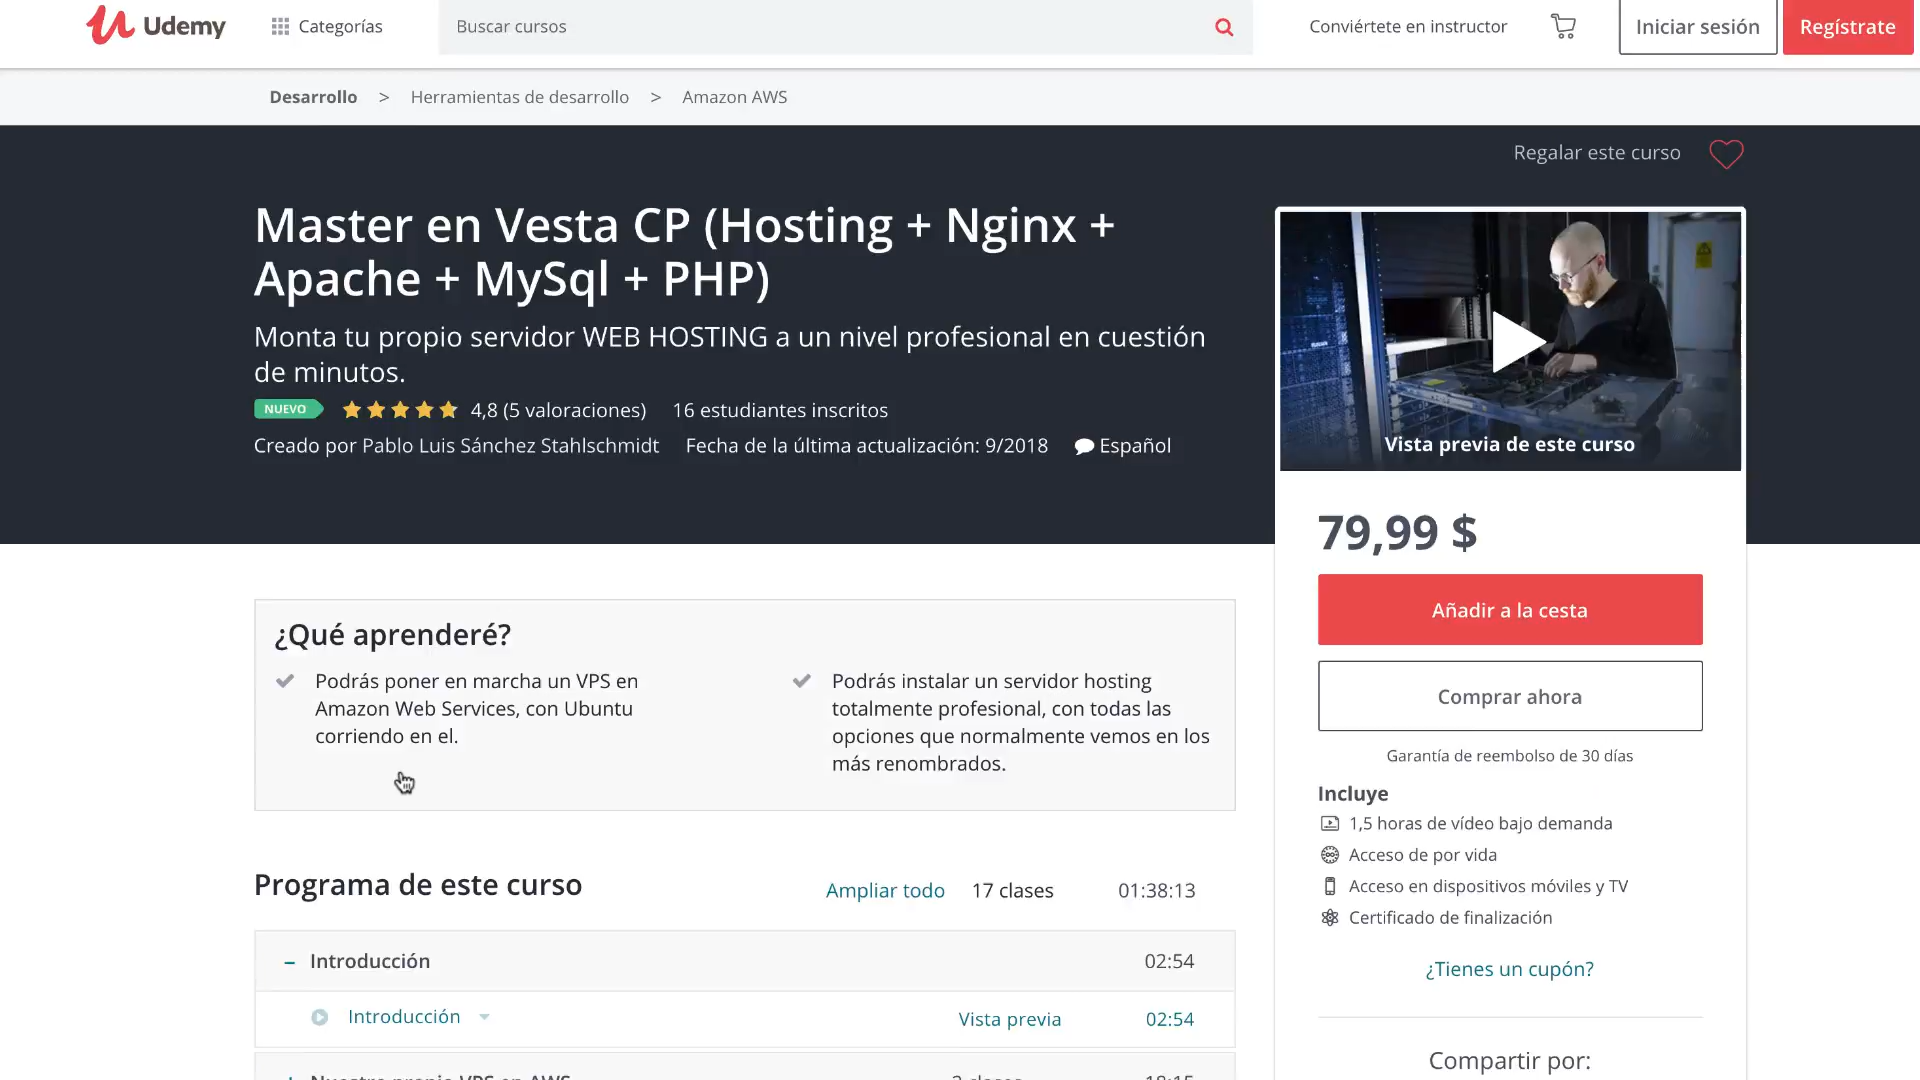 Udemy
Categorías
Buscar cursos
Conviértete en instructor
Iniciar sesión
Regístrate
Desarrollo > Herramientas de desarrollo > Amazon AWS
Regalar este curso
Master en Vesta CP (Hosting + Nginx +
Apache + MySql + PHP)
Monta tu propio servidor WEB HOSTING a un nivel profesional en cuestión
de minutos.
NUEVO 4,8 (5 valoraciones) 16 estudiantes inscritos
Creado por Pablo Luis Sánchez Stahlschmidt Fecha de la última actualización: 9/2018 Español
Vista previa de este curso
79,99 $
Añadir a la cesta
Comprar ahora
Garantía de reembolso de 30 días
Incluye
1,5 horas de vídeo bajo demanda
Acceso de por vida
Acceso en dispositivos móviles y TV
Certificado de finalización
¿Tienes un cupón?
Compartir por:
¿Qué aprenderé?
Podrás poner en marcha un VPS en
Amazon Web Services, con Ubuntu
corriendo en el.
Podrás instalar un servidor hosting
totalmente profesional, con todas las
opciones que normalmente vemos en los
más renombrados.
Programa de este curso
Ampliar todo 17 clases 01:38:13
– Introducción 02:54
Introducción Vista previa 02:54
Nuestro propio VPS en AWS